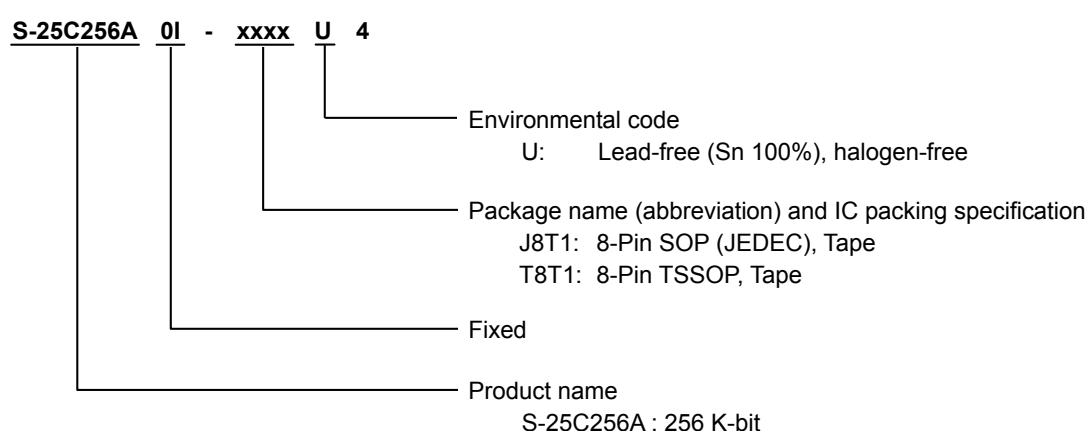 S-25C256A 0I - xxxx U 4
Environmental code
U: Lead-free (Sn 100%), halogen-free
Package name (abbreviation) and IC packing specification
J8T1: 8-Pin SOP (JEDEC), Tape
T8T1: 8-Pin TSSOP, Tape
Fixed
Product name
S-25C256A : 256 K-bit